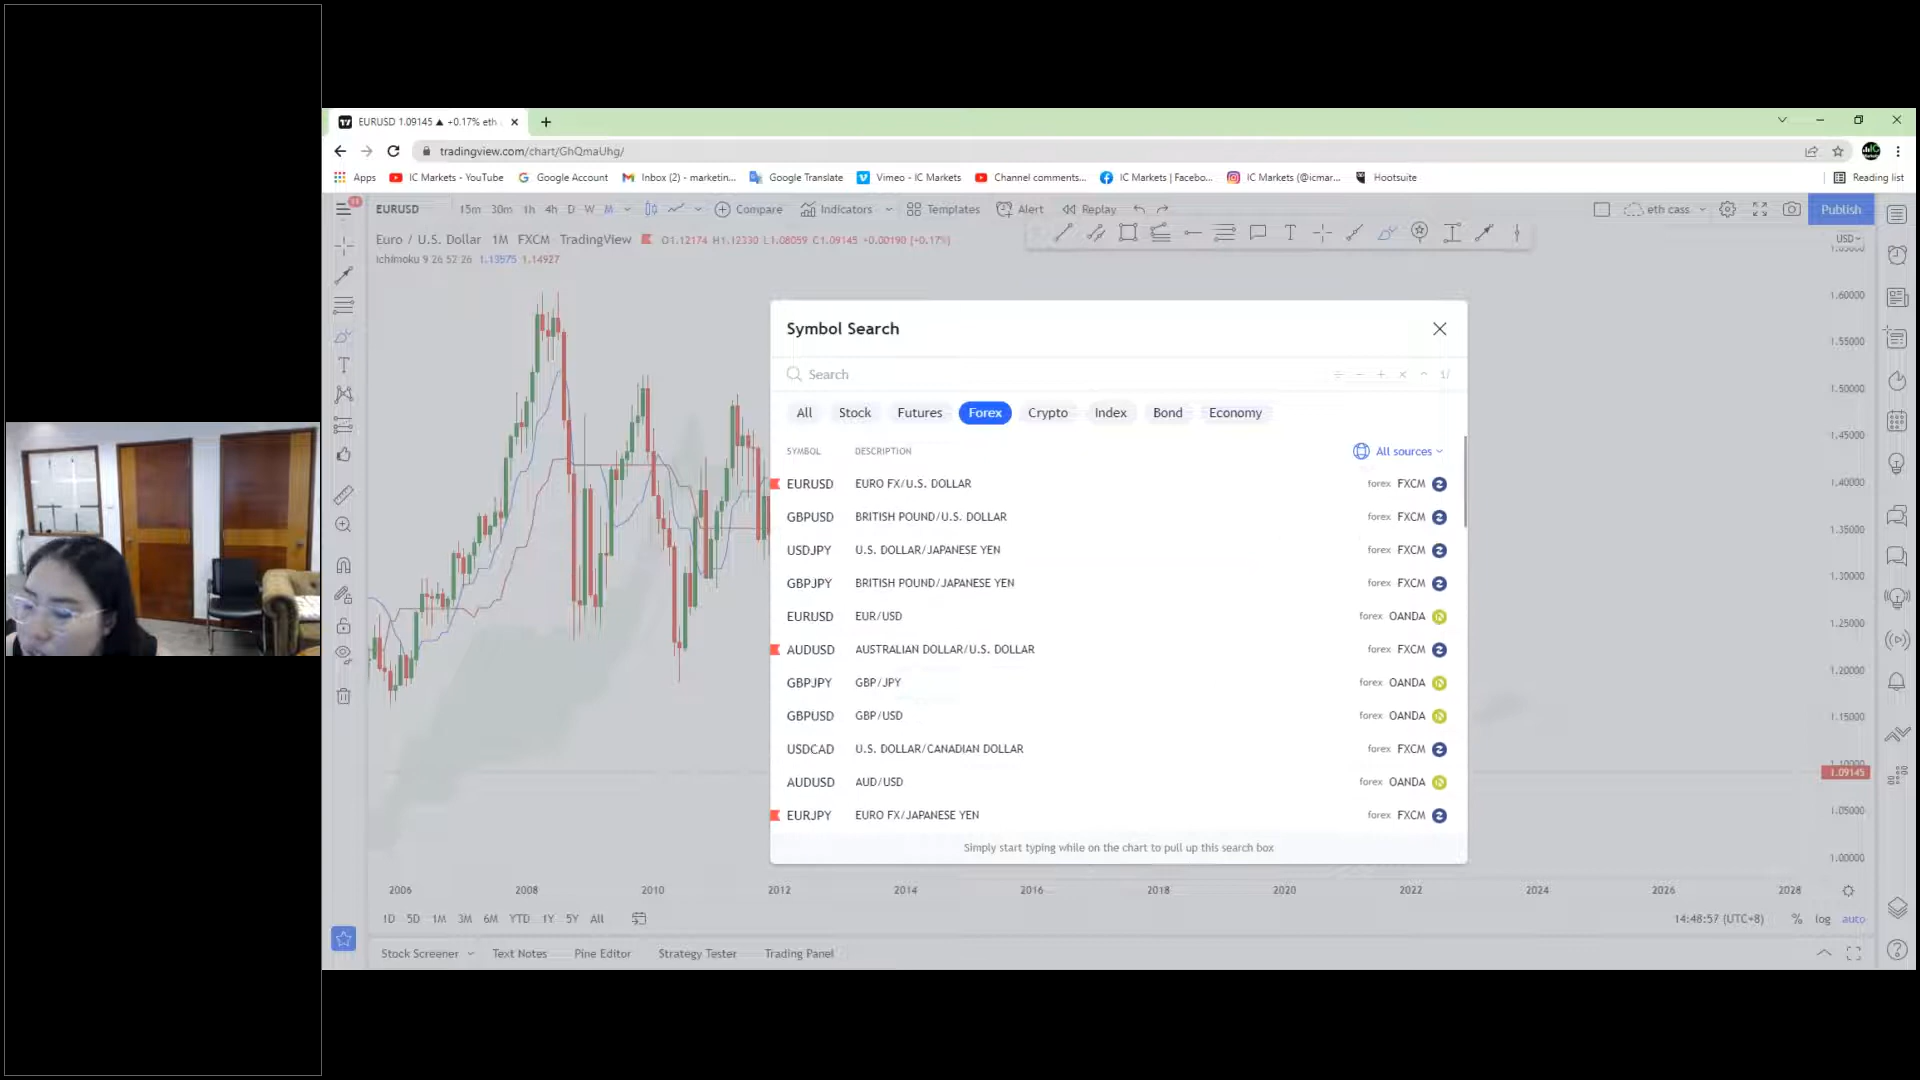 EURUSD 1.09145 ▲ +0.17% eth
tradingview.com/chart/GhQmaUhg/
Apps IC Markets - YouTube Google Account Inbox (2) - marketin... Google Translate Vimeo - IC Markets Channel comments... IC Markets | Facebo... IC Markets (@icmar... Hootsuite Reading list
11
EURUSD 15m 30m 1h 4h D W M Compare Indicators Templates Alert Replay eth cass Publish
Euro / U.S. Dollar 1M FXCM TradingView O1.12174 H1.12330 L1.08059 C1.09145 +0.00190 (+0.17%) USD
Ichimoku 9 26 52 26 1.13575 1.14927
1.60000
1.55000
1.50000
1.45000
1.40000
1.35000
1.30000
1.25000
1.20000
1.15000
1.10000
1.09145
1.05000
1.00000
Symbol Search
Search
1/
All Stock Futures Forex Crypto Index Bond Economy
SYMBOL DESCRIPTION All sources
EURUSD EURO FX/U.S. DOLLAR forex FXCM
GBPUSD BRITISH POUND/U.S. DOLLAR forex FXCM
USDJPY U.S. DOLLAR/JAPANESE YEN forex FXCM
GBPJPY BRITISH POUND/JAPANESE YEN forex FXCM
EURUSD EUR/USD forex OANDA
AUDUSD AUSTRALIAN DOLLAR/U.S. DOLLAR forex FXCM
GBPJPY GBP/JPY forex OANDA
GBPUSD GBP/USD forex OANDA
USDCAD U.S. DOLLAR/CANADIAN DOLLAR forex FXCM
AUDUSD AUD/USD forex OANDA
EURJPY EURO FX/JAPANESE YEN forex FXCM
Simply start typing while on the chart to pull up this search box
2006 2008 2010 2012 2014 2016 2018 2020 2022 2024 2026 2028
1D 5D 1M 3M 6M YTD 1Y 5Y All 14:48:57 (UTC+8) % log auto
Stock Screener Text Notes Pine Editor Strategy Tester Trading Panel